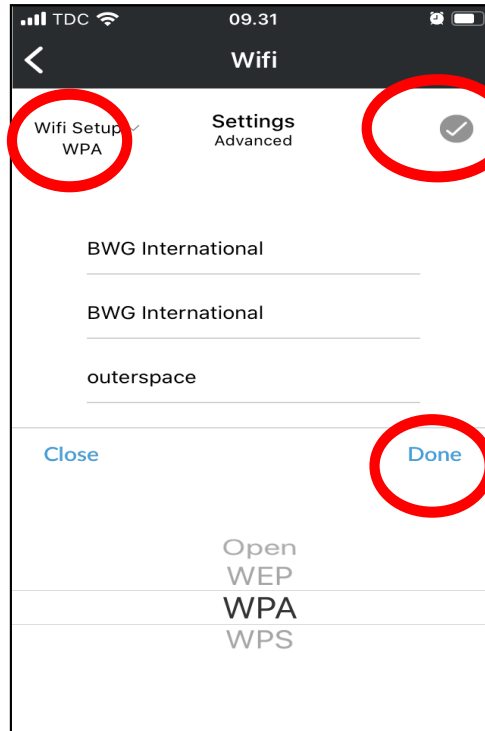 TDC 09.31
Wifi
Wifi Setup Settings
WPA Advanced
BWG International
BWG International
outerspace
Close Done
Open
WEP
WPA
WPS